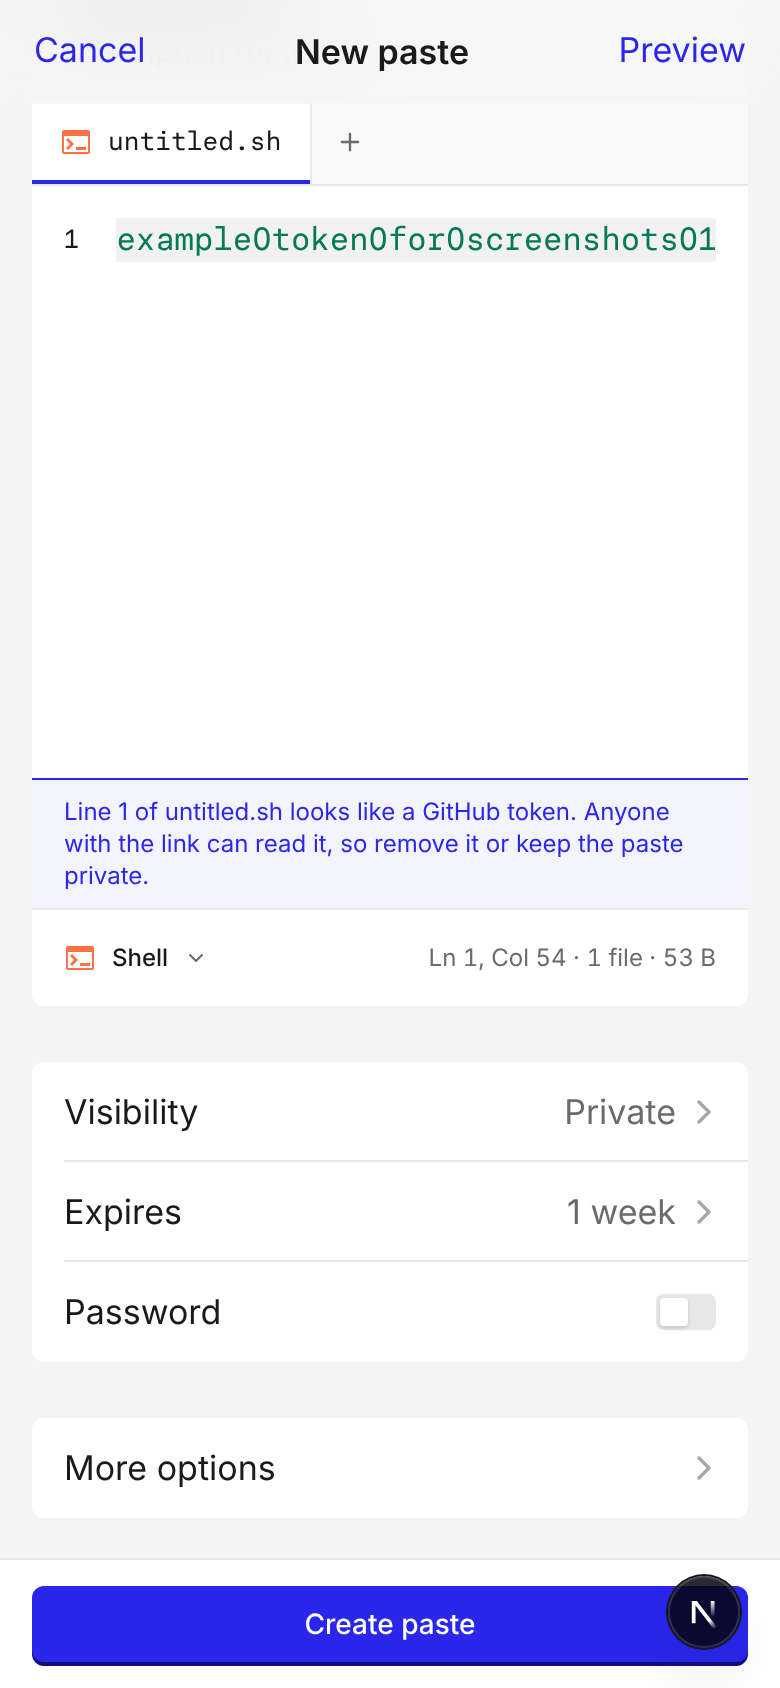 Cancel
New paste
Preview
untitled.sh
+
1
example0token0for0screenshots01
Line 1 of untitled.sh looks like a GitHub token. Anyone
with the link can read it, so remove it or keep the paste
private.
Shell
Ln 1, Col 54 · 1 file · 53 B
Visibility
Private
Expires
1 week
Password
More options
Create paste
N